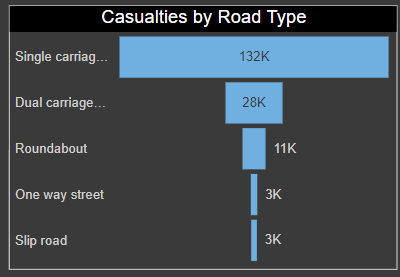 Casualties by Road Type
Single carriag... 132K
Dual carriage... 28K
Roundabout 11K
One way street 3K
Slip road 3K